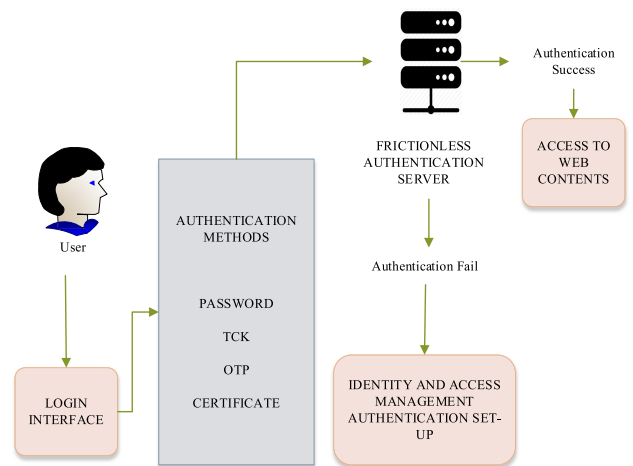 User
LOGIN
INTERFACE
AUTHENTICATION
METHODS
PASSWORD
TCK
OTP
CERTIFICATE
FRICTIONLESS
AUTHENTICATION
SERVER
Authentication
Success
ACCESS TO
WEB
CONTENTS
Authentication Fail
IDENTITY AND ACCESS
MANAGEMENT
AUTHENTICATION SET-
UP